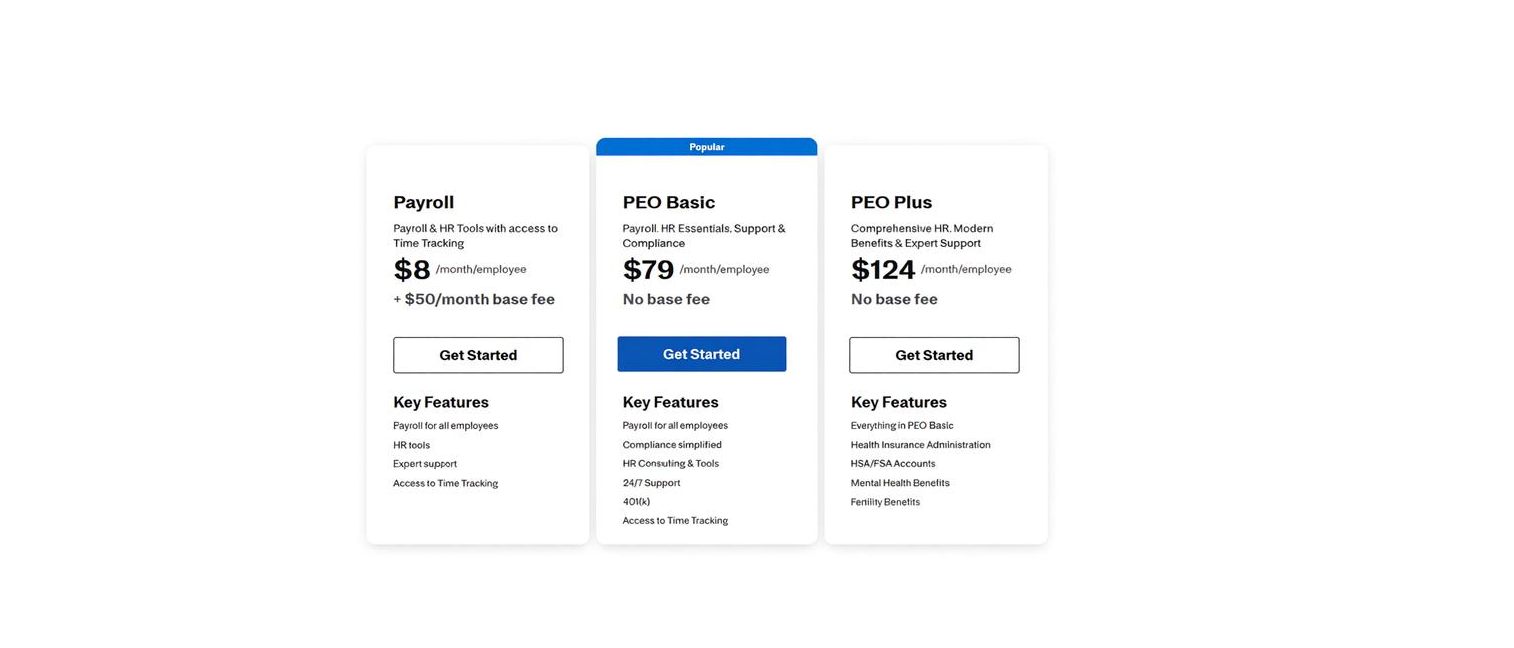 Payroll
Payroll & HR Tools with access to
Time Tracking
$8 /month/employee
+ $50/month base fee
Get Started
Key Features
Payroll for all employees
HR tools
Expert support
Access to Time Tracking
Popular
PEO Basic
Payroll, HR Essentials, Support &
Compliance
$79 /month/employee
No base fee
Get Started
Key Features
Payroll for all employees
Compliance simplified
HR Consulting & Tools
24/7 Support
401(k)
Access to Time Tracking
PEO Plus
Comprehensive HR, Modern
Benefits & Expert Support
$124 /month/employee
No base fee
Get Started
Key Features
Everything in PEO Basic
Health Insurance Administration
HSA/FSA Accounts
Mental Health Benefits
Fertility Benefits